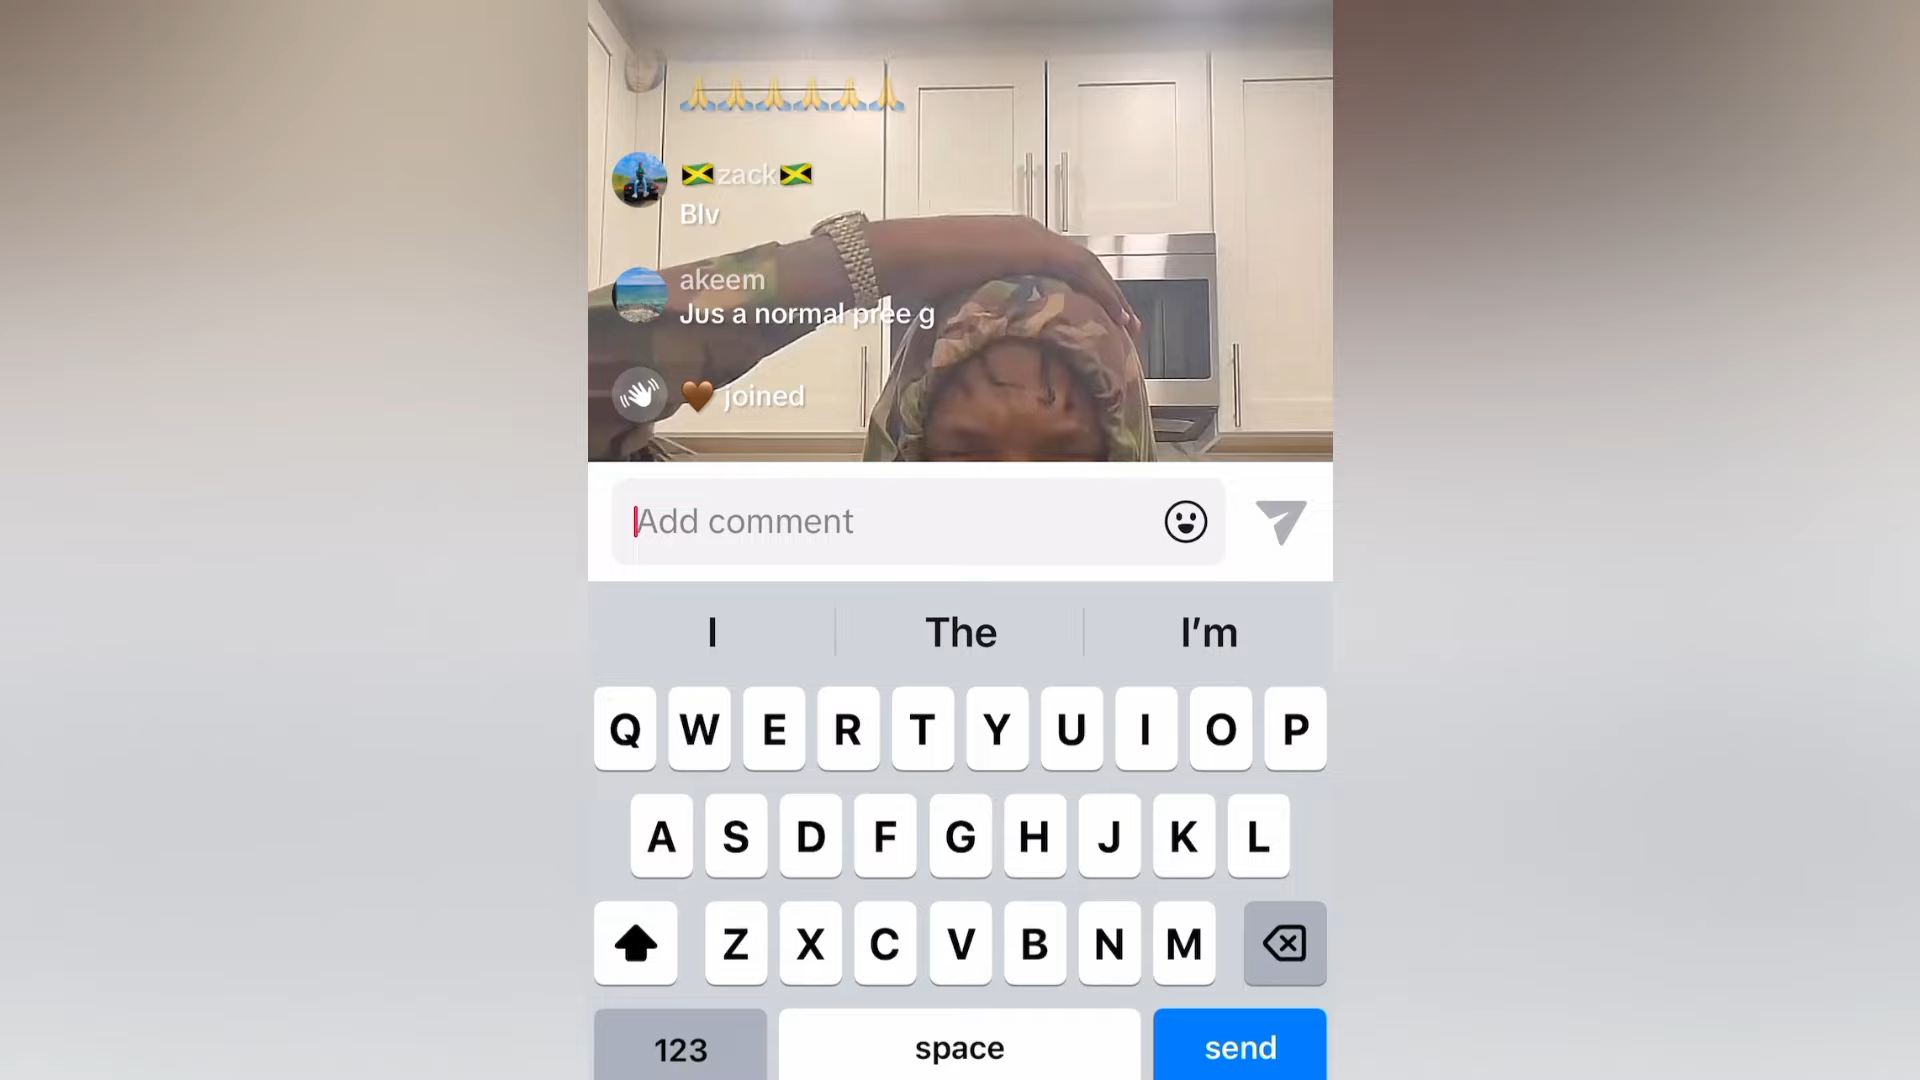 🙏🙏🙏🙏🙏🙏
🇯🇲zack🇯🇲
Blv
akeem
Jus a normal pree g
🤎 joined
Add comment
I The I’m
Q W E R T Y U I O P
A S D F G H J K L
Z X C V B N M
123 space send